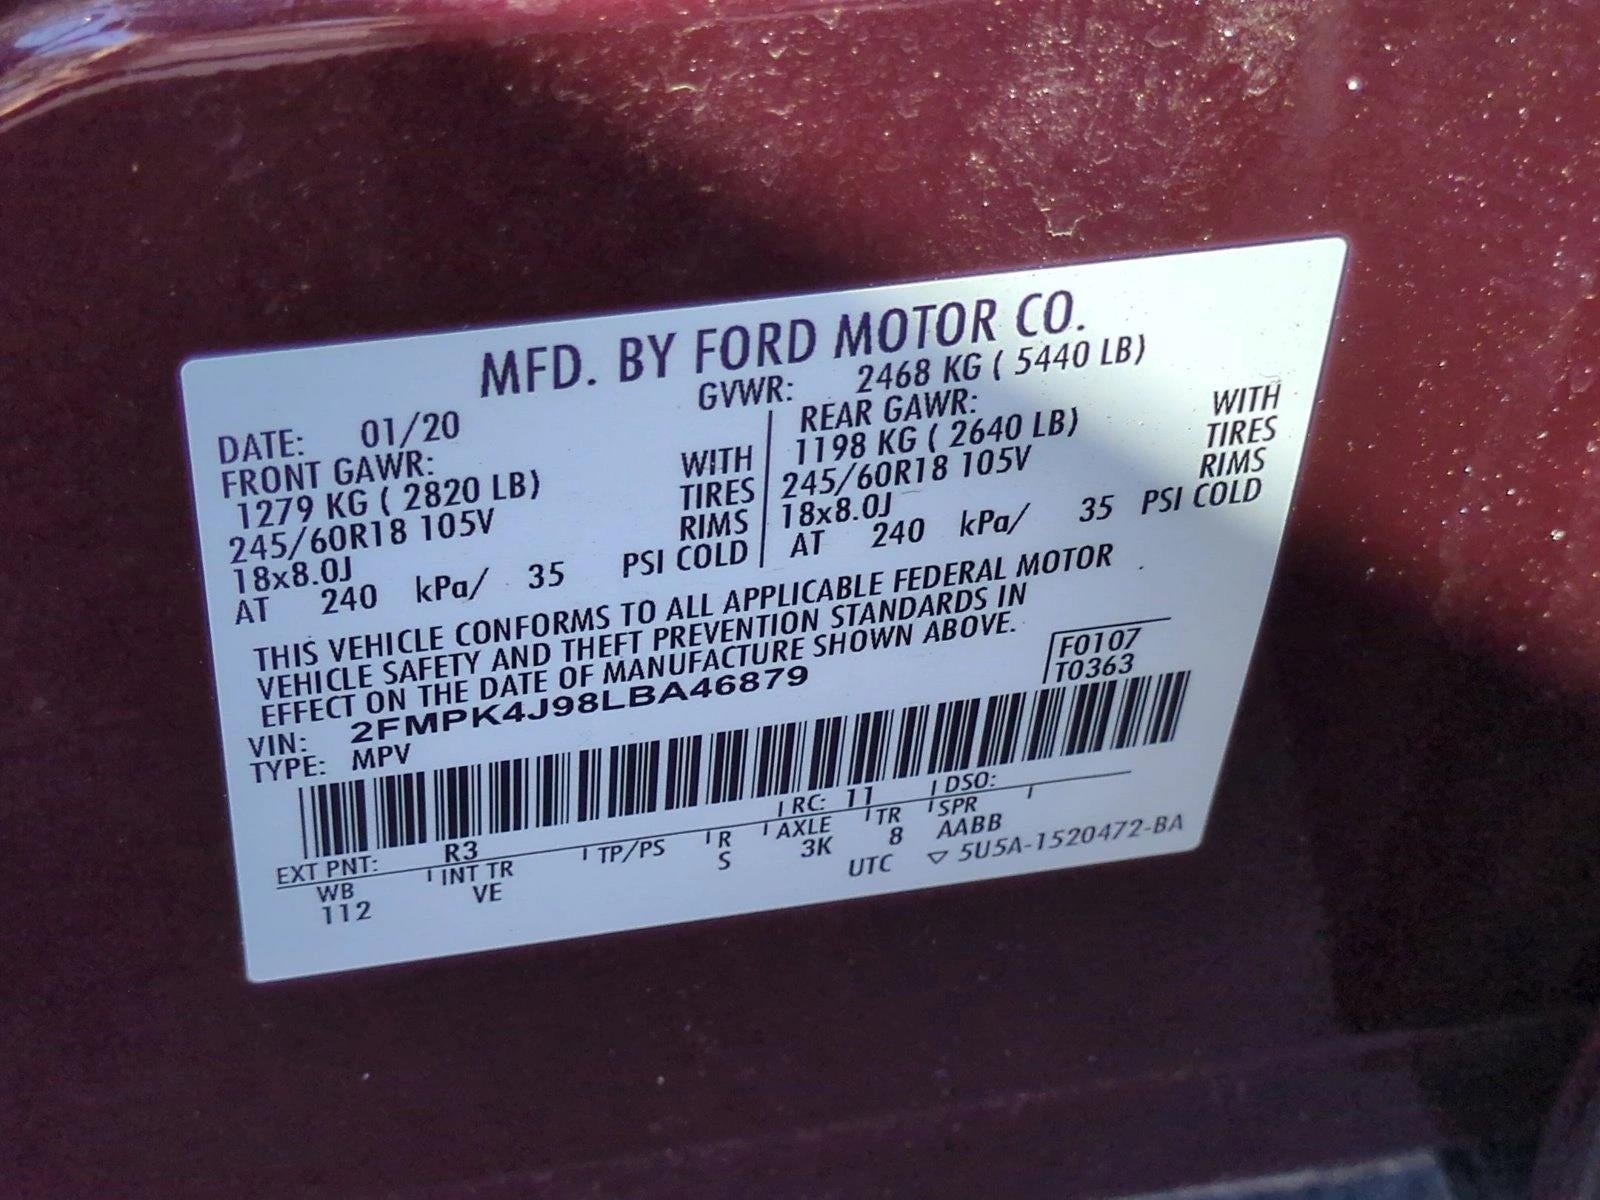 MFD. BY FORD MOTOR CO.
DATE: 01/20 GVWR: 2468 KG ( 5440 LB)
FRONT GAWR: REAR GAWR:
1279 KG ( 2820 LB) WITH 1198 KG ( 2640 LB) WITH
245/60R18 105V TIRES 245/60R18 105V TIRES
18x8.0J RIMS 18x8.0J RIMS
AT 240 kPa/ 35 PSI COLD AT 240 kPa/ 35 PSI COLD
THIS VEHICLE CONFORMS TO ALL APPLICABLE FEDERAL MOTOR
VEHICLE SAFETY AND THEFT PREVENTION STANDARDS IN
EFFECT ON THE DATE OF MANUFACTURE SHOWN ABOVE.
VIN: 2FMPK4J98LBA46879 F0107
TYPE: MPV T0363
EXT PNT: R3 RC: 11 DSO:
WB INT TR TP/PS R AXLE TR SPR
112 VE S 3K 8 AABB
UTC ▽ 5U5A-1520472-BA